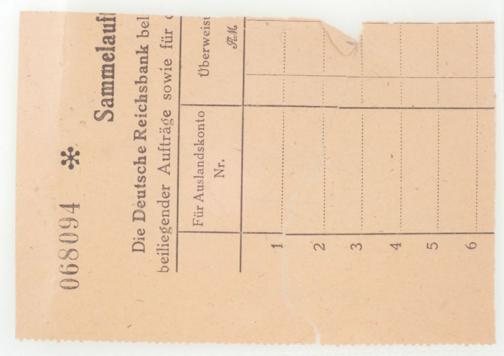 068094 *
Sammelauf
Die Deutsche Reichsbank bel
beiliegender Aufträge sowie für
Für Auslandskonto
Nr.
Überweis
RM
1
2
3
4
5
6